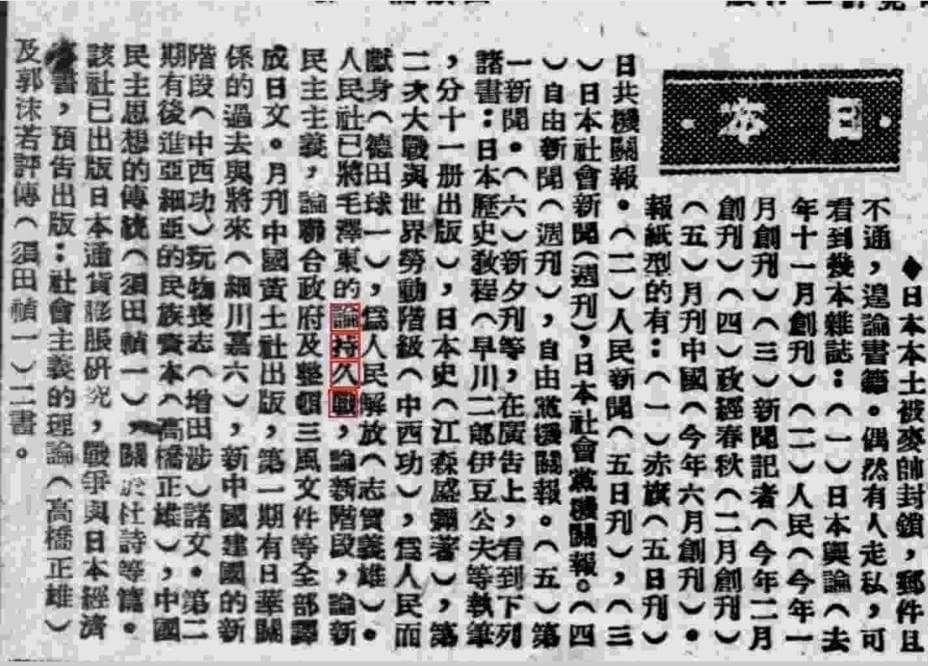 日本
◆日本本土被麥帥封鎖，郵件且
不通，遑論書籍。偶然有人走私，可
看到幾本雜誌：（一）日本輿論（去
年十一月創刊）（二）人民（今年一
月創刊）（三）新聞記者（今年二月
創刊）（四）政經春秋（二月創刊）
（五）月刊中國（今年六月創刊）。
報紙型的有：（一）赤旗（五日刊）
日共機關報。（二）人民新聞（五日刊），（三
）日本社會新聞（週刊），日本社會黨機關報。（四
）自由新聞（週刊），自由黨機關報。（五）第
一新聞。（六）新夕刊等，在廣告上，看到下列
諸書：日本歷史敎程（早川二郎伊豆公夫等執筆
，分十一册出版），日本史（江森盛彌著），第
二次大戰與世界勞動階級（中西功），爲人民而
獻身（德田球一），爲人民解放（志賀義雄）。
人民社已將毛澤東的論持久戰，論新階段，論新
民主主義，論聯合政府及整頓三風文件等全部譯
成日文。月刊中國黃土社出版，第一期有日華關
係的過去與將來（細川嘉六），新中國建國的新
階段（中西功）玩物喪志（增田涉）諸文。第二
期有後進亞細亞的民族資本（高橋正雄），中國
民主思想的傳統（須田禎一），關於杜詩等篇。
該社已出版日本通貨膨脹研究，戰爭與日本經濟
書，預告出版：社會主義的理論（高橋正雄）
及郭沫若評傳（須田禎一）二書。